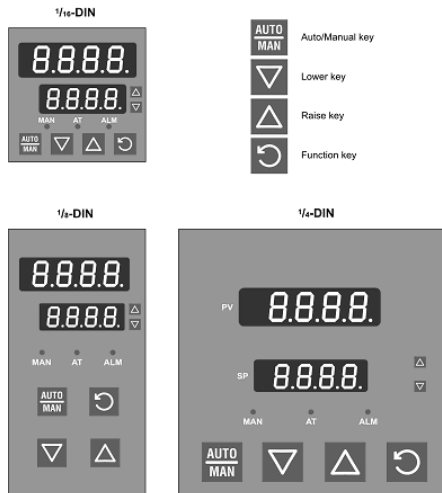 1/16-DIN
8.8.8.8.
8.8.8.8.
MAN AT ALM
AUTO
MAN
AUTO
MAN
Auto/Manual key
Lower key
Raise key
Function key
1/8-DIN
8.8.8.8.
8.8.8.8.
MAN AT ALM
AUTO
MAN
1/4-DIN
PV 8.8.8.8.
SP 8.8.8.8.
MAN AT ALM
AUTO
MAN